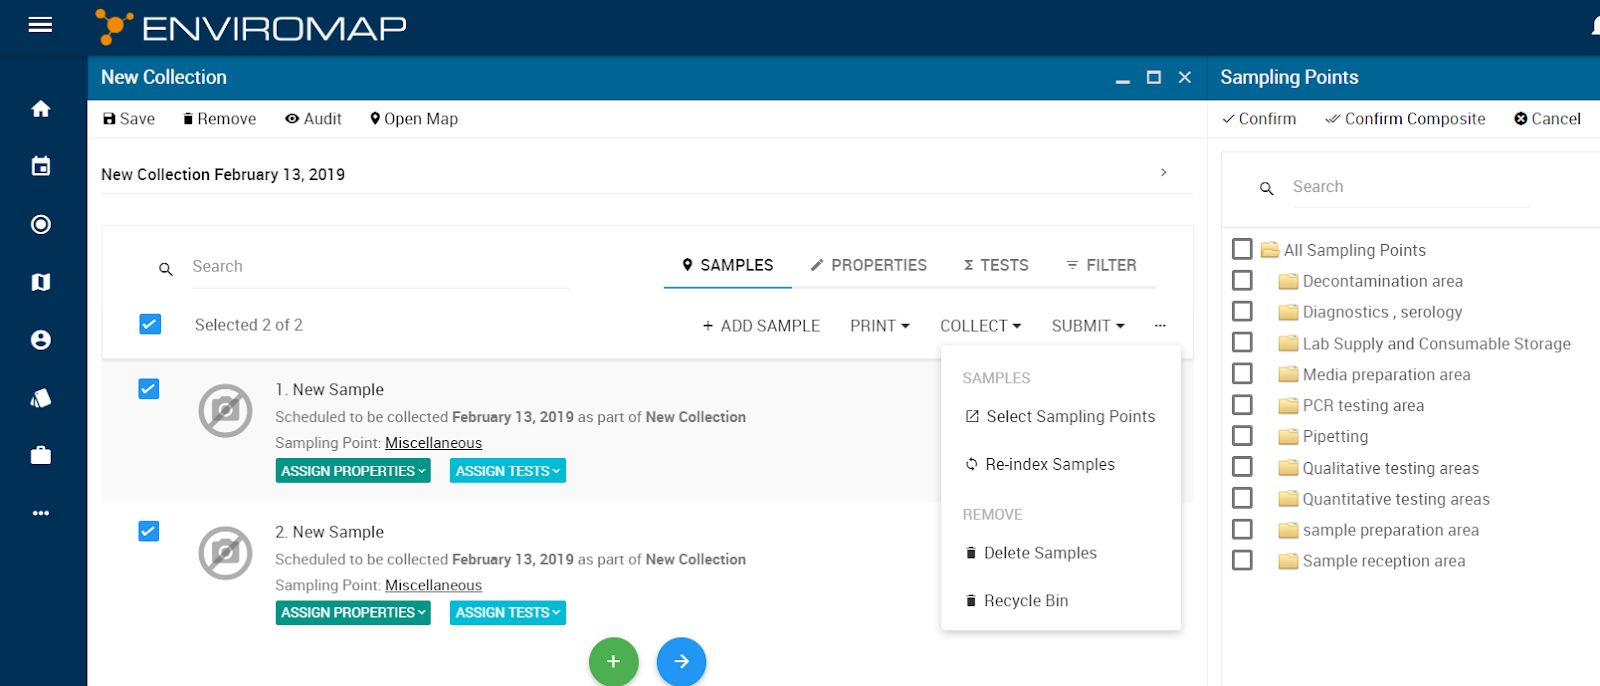 ENVIROMAP
New Collection
Save Remove Audit Open Map
New Collection February 13, 2019
Search
SAMPLES PROPERTIES Σ TESTS FILTER
Selected 2 of 2
+ ADD SAMPLE PRINT COLLECT SUBMIT ...
1. New Sample
Scheduled to be collected February 13, 2019 as part of New Collection
Sampling Point: Miscellaneous
ASSIGN PROPERTIES ASSIGN TESTS
2. New Sample
Scheduled to be collected February 13, 2019 as part of New Collection
Sampling Point: Miscellaneous
ASSIGN PROPERTIES ASSIGN TESTS
SAMPLES
Select Sampling Points
Re-index Samples
REMOVE
Delete Samples
Recycle Bin
Sampling Points
Confirm Confirm Composite Cancel
Search
All Sampling Points
Decontamination area
Diagnostics , serology
Lab Supply and Consumable Storage
Media preparation area
PCR testing area
Pipetting
Qualitative testing areas
Quantitative testing areas
sample preparation area
Sample reception area